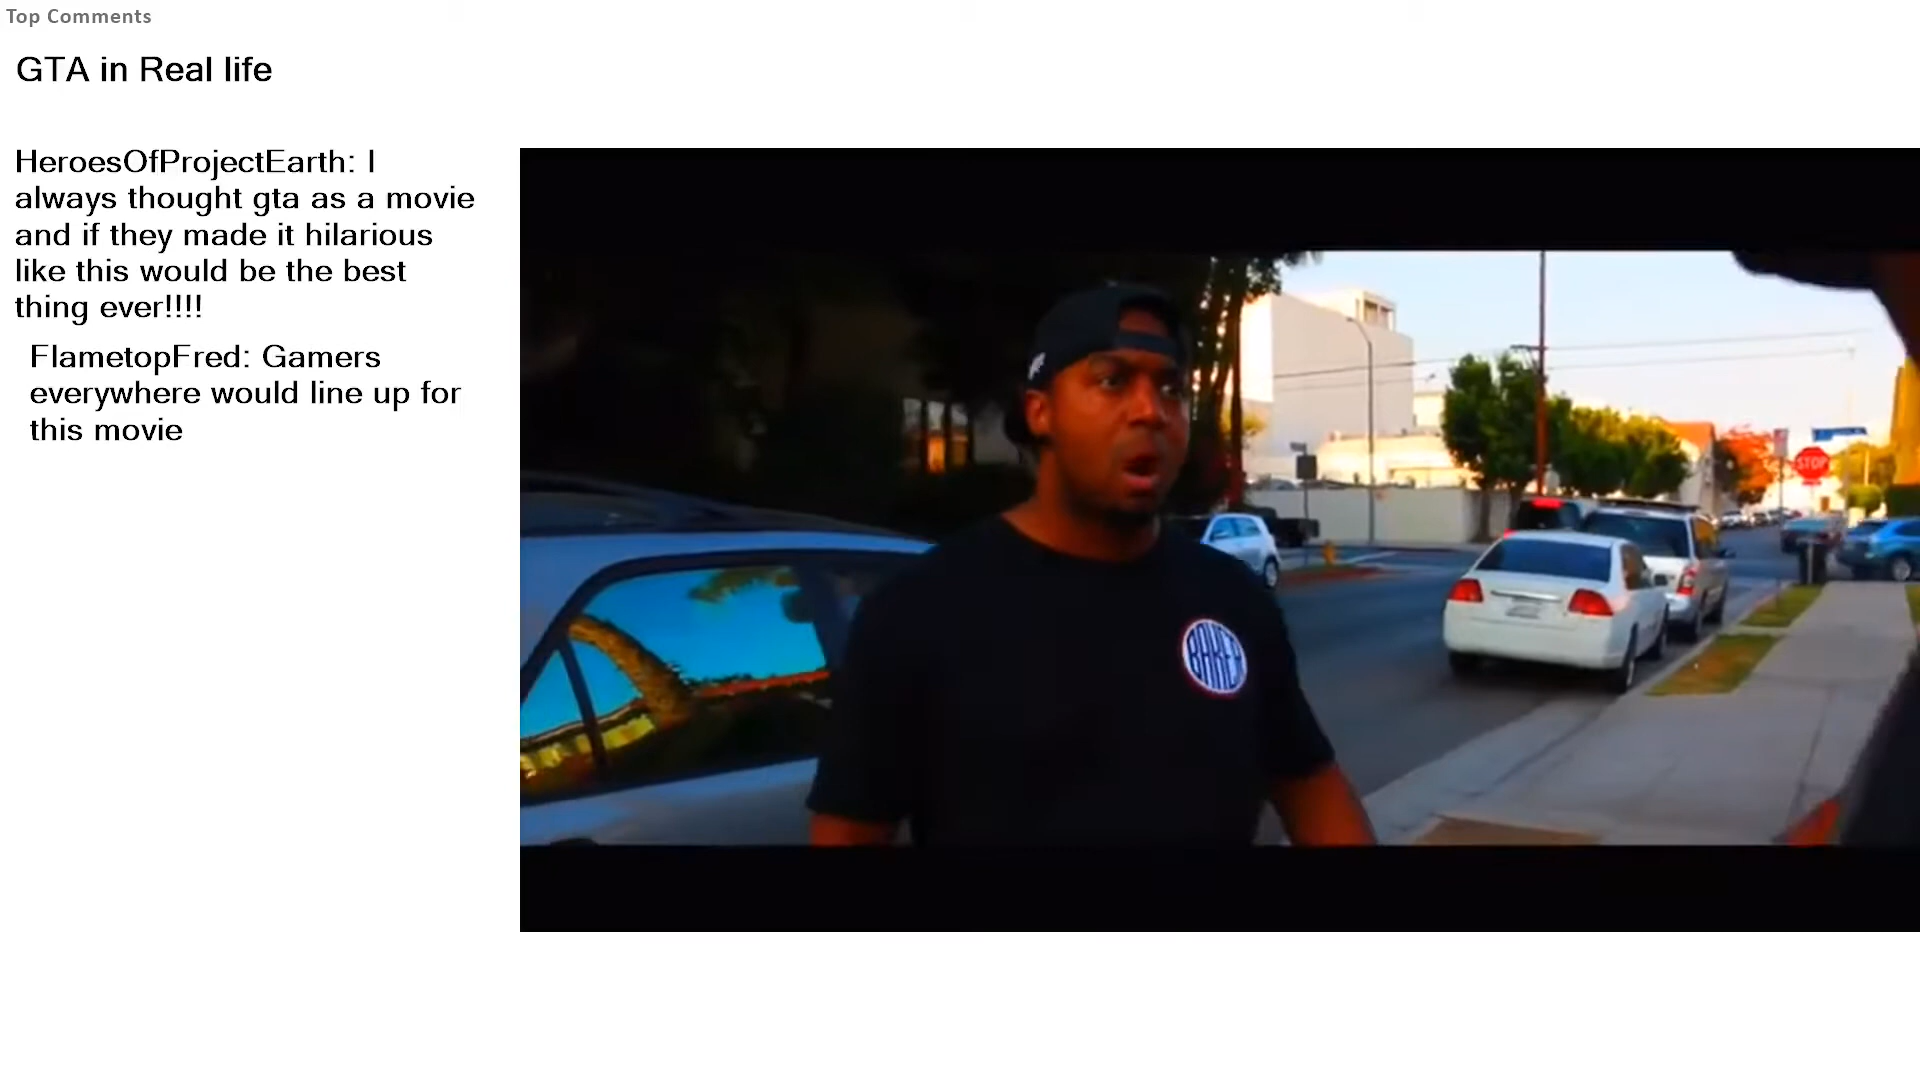 Top Comments
GTA in Real life
HeroesOfProjectEarth: I
always thought gta as a movie
and if they made it hilarious
like this would be the best
thing ever!!!!
FlametopFred: Gamers
everywhere would line up for
this movie
BAKER
STOP